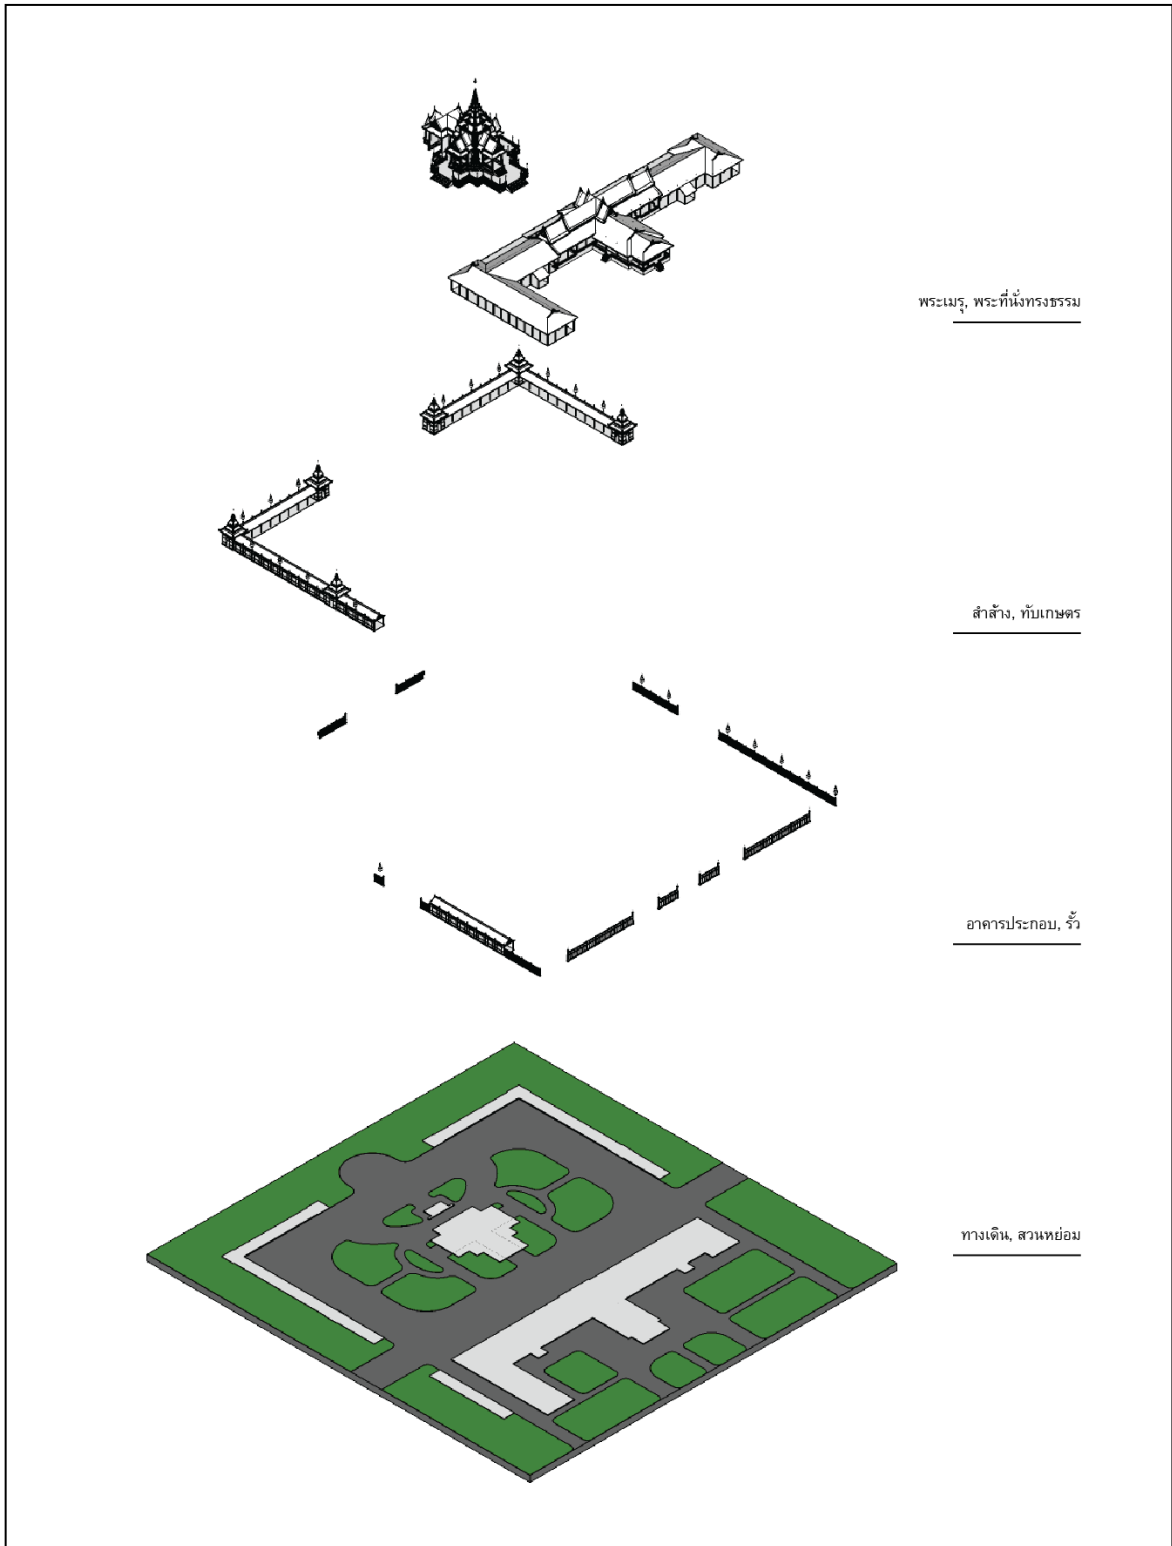 พระเมรุ, พระที่นั่งทรงธรรม
สำส้าง, ทับเกษตร
อาคารประกอบ, รั้ว
ทางเดิน, สวนหย่อม